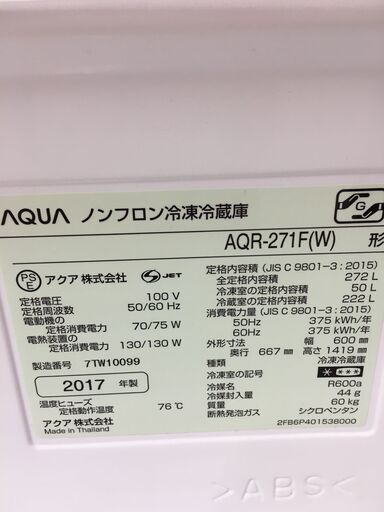 AQUA ノンフロン冷凍冷蔵庫
AQR-271F(W) 形
PS E アクア 株式会社 JET
定格電圧 100 V
定格周波数 50/60 Hz
電動機の
定格消費電力 70/75 W
電熱装置の
定格消費電力 130/130 W
製造番号 7TW10099
2017 年製
温度ヒューズ
定格動作温度 76℃
アクア 株式会社
Made in Thailand
定格内容積 (JIS C 9801-3 : 2015)
全定格内容積 272 L
冷凍室の定格内容積 50 L
冷蔵室の定格内容積 222 L
消費電力量 (JIS C 9801-3 : 2015)
50Hz 375 kWh/年
60Hz 375 kWh/年
外形寸法 幅 600 mm
奥行 667 mm 高さ 1419 mm
種類 冷凍冷蔵庫
冷凍室の記号 * ***
冷媒名 R600a
冷媒封入量 44 g
質量 60 kg
断熱発泡ガス シクロペンタン
2FB6P401538000
>ABS<